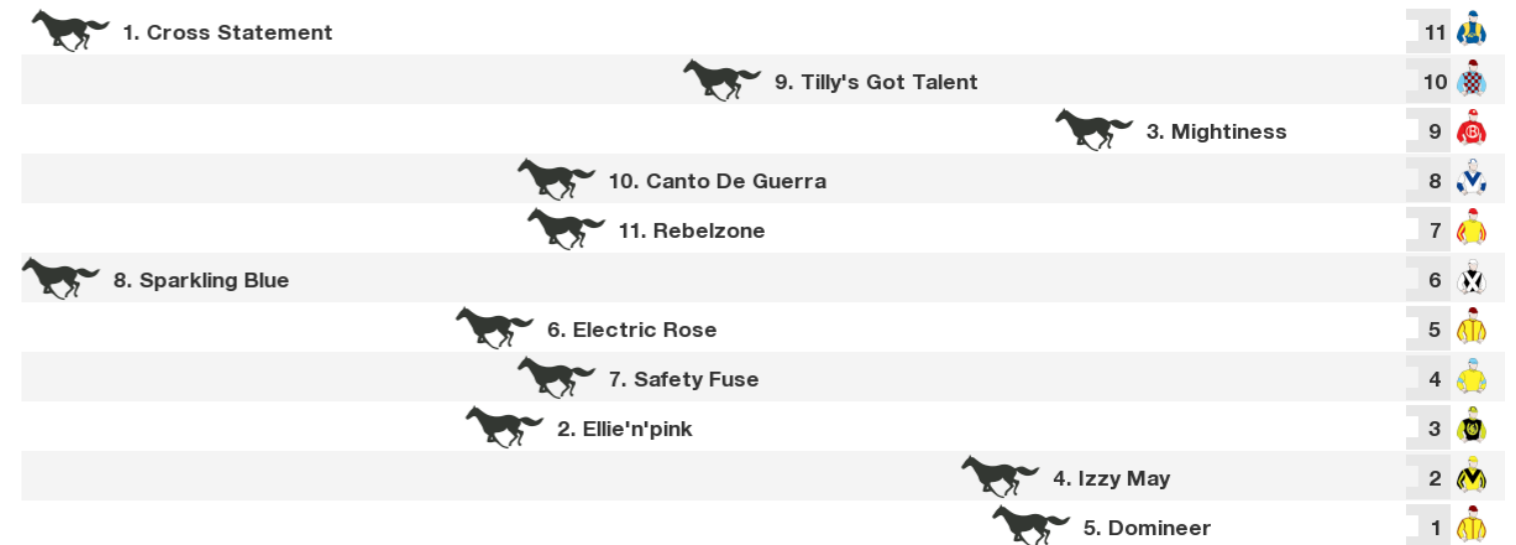 1. Cross Statement 11
9. Tilly's Got Talent 10
3. Mightiness 9
10. Canto De Guerra 8
11. Rebelzone 7
8. Sparkling Blue 6
6. Electric Rose 5
7. Safety Fuse 4
2. Ellie'n'pink 3
4. Izzy May 2
5. Domineer 1